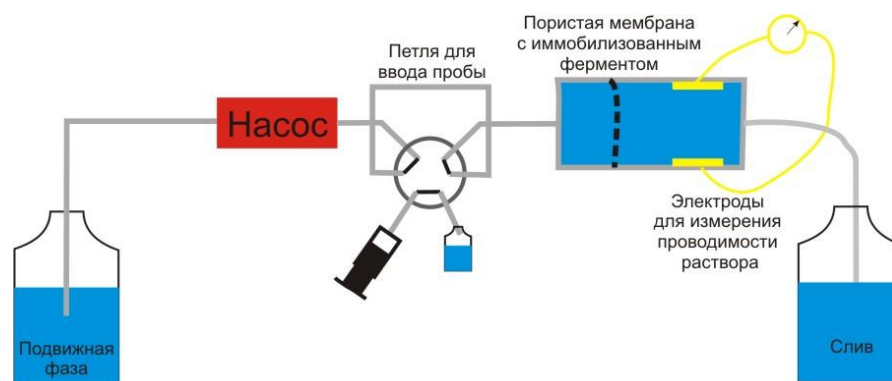 Насос
Петля для
ввода пробы
Пористая мембрана
с иммобилизованным
ферментом
Электроды
для измерения
проводимости
раствора
Подвижная
фаза
Слив